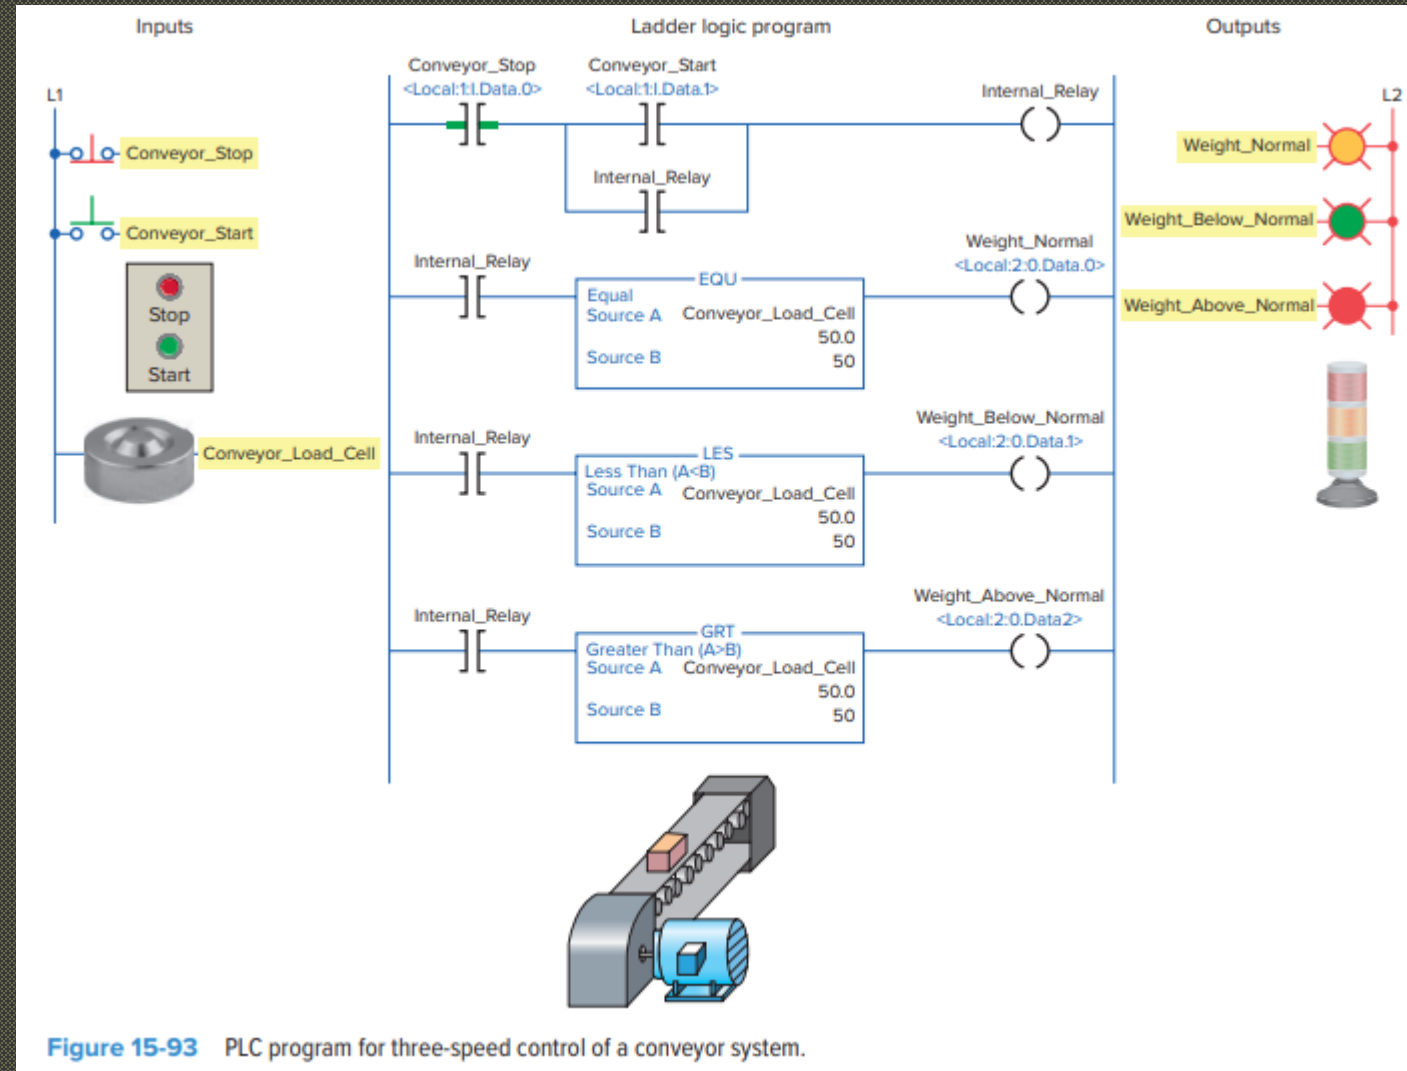 Inputs
Ladder logic program
Outputs
L1
Conveyor_Stop
Conveyor_Start
Stop
Start
Conveyor_Load_Cell
Conveyor_Stop
<Local:1:I.Data.0>
Conveyor_Start
<Local:1:I.Data.1>
Internal_Relay
Internal_Relay
Internal_Relay
EQU
Equal
Source A Conveyor_Load_Cell
50.0
Source B
50
Weight_Normal
<Local:2:0.Data.0>
Internal_Relay
LES
Less Than (A<B)
Source A Conveyor_Load_Cell
50.0
Source B
50
Weight_Below_Normal
<Local:2:0.Data.1>
Internal_Relay
GRT
Greater Than (A>B)
Source A Conveyor_Load_Cell
50.0
Source B
50
Weight_Above_Normal
<Local:2:0.Data2>
L2
Weight_Normal
Weight_Below_Normal
Weight_Above_Normal
Figure 15-93 PLC program for three-speed control of a conveyor system.